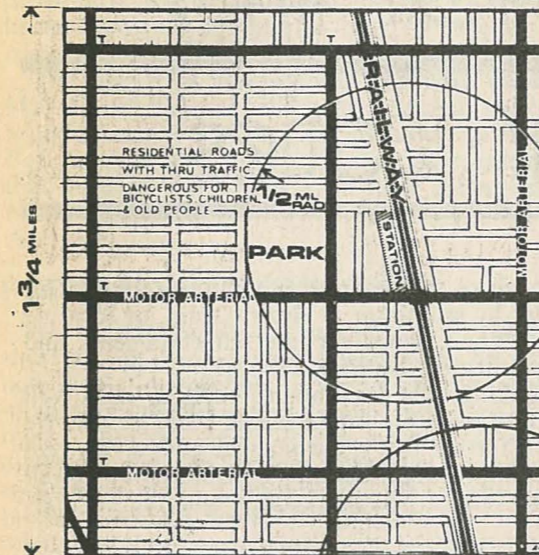 T
T
RAILWAY
RESIDENTIAL ROADS
WITH THRU TRAFFIC
DANGEROUS FOR
BICYCLISTS, CHILDREN,
& OLD PEOPLE
1/2 ML
RAD
MOTOR ARTERIAL
1 3/4 MILES
STATION
PARK
T
MOTOR ARTERIAL
T
MOTOR ARTERIAL